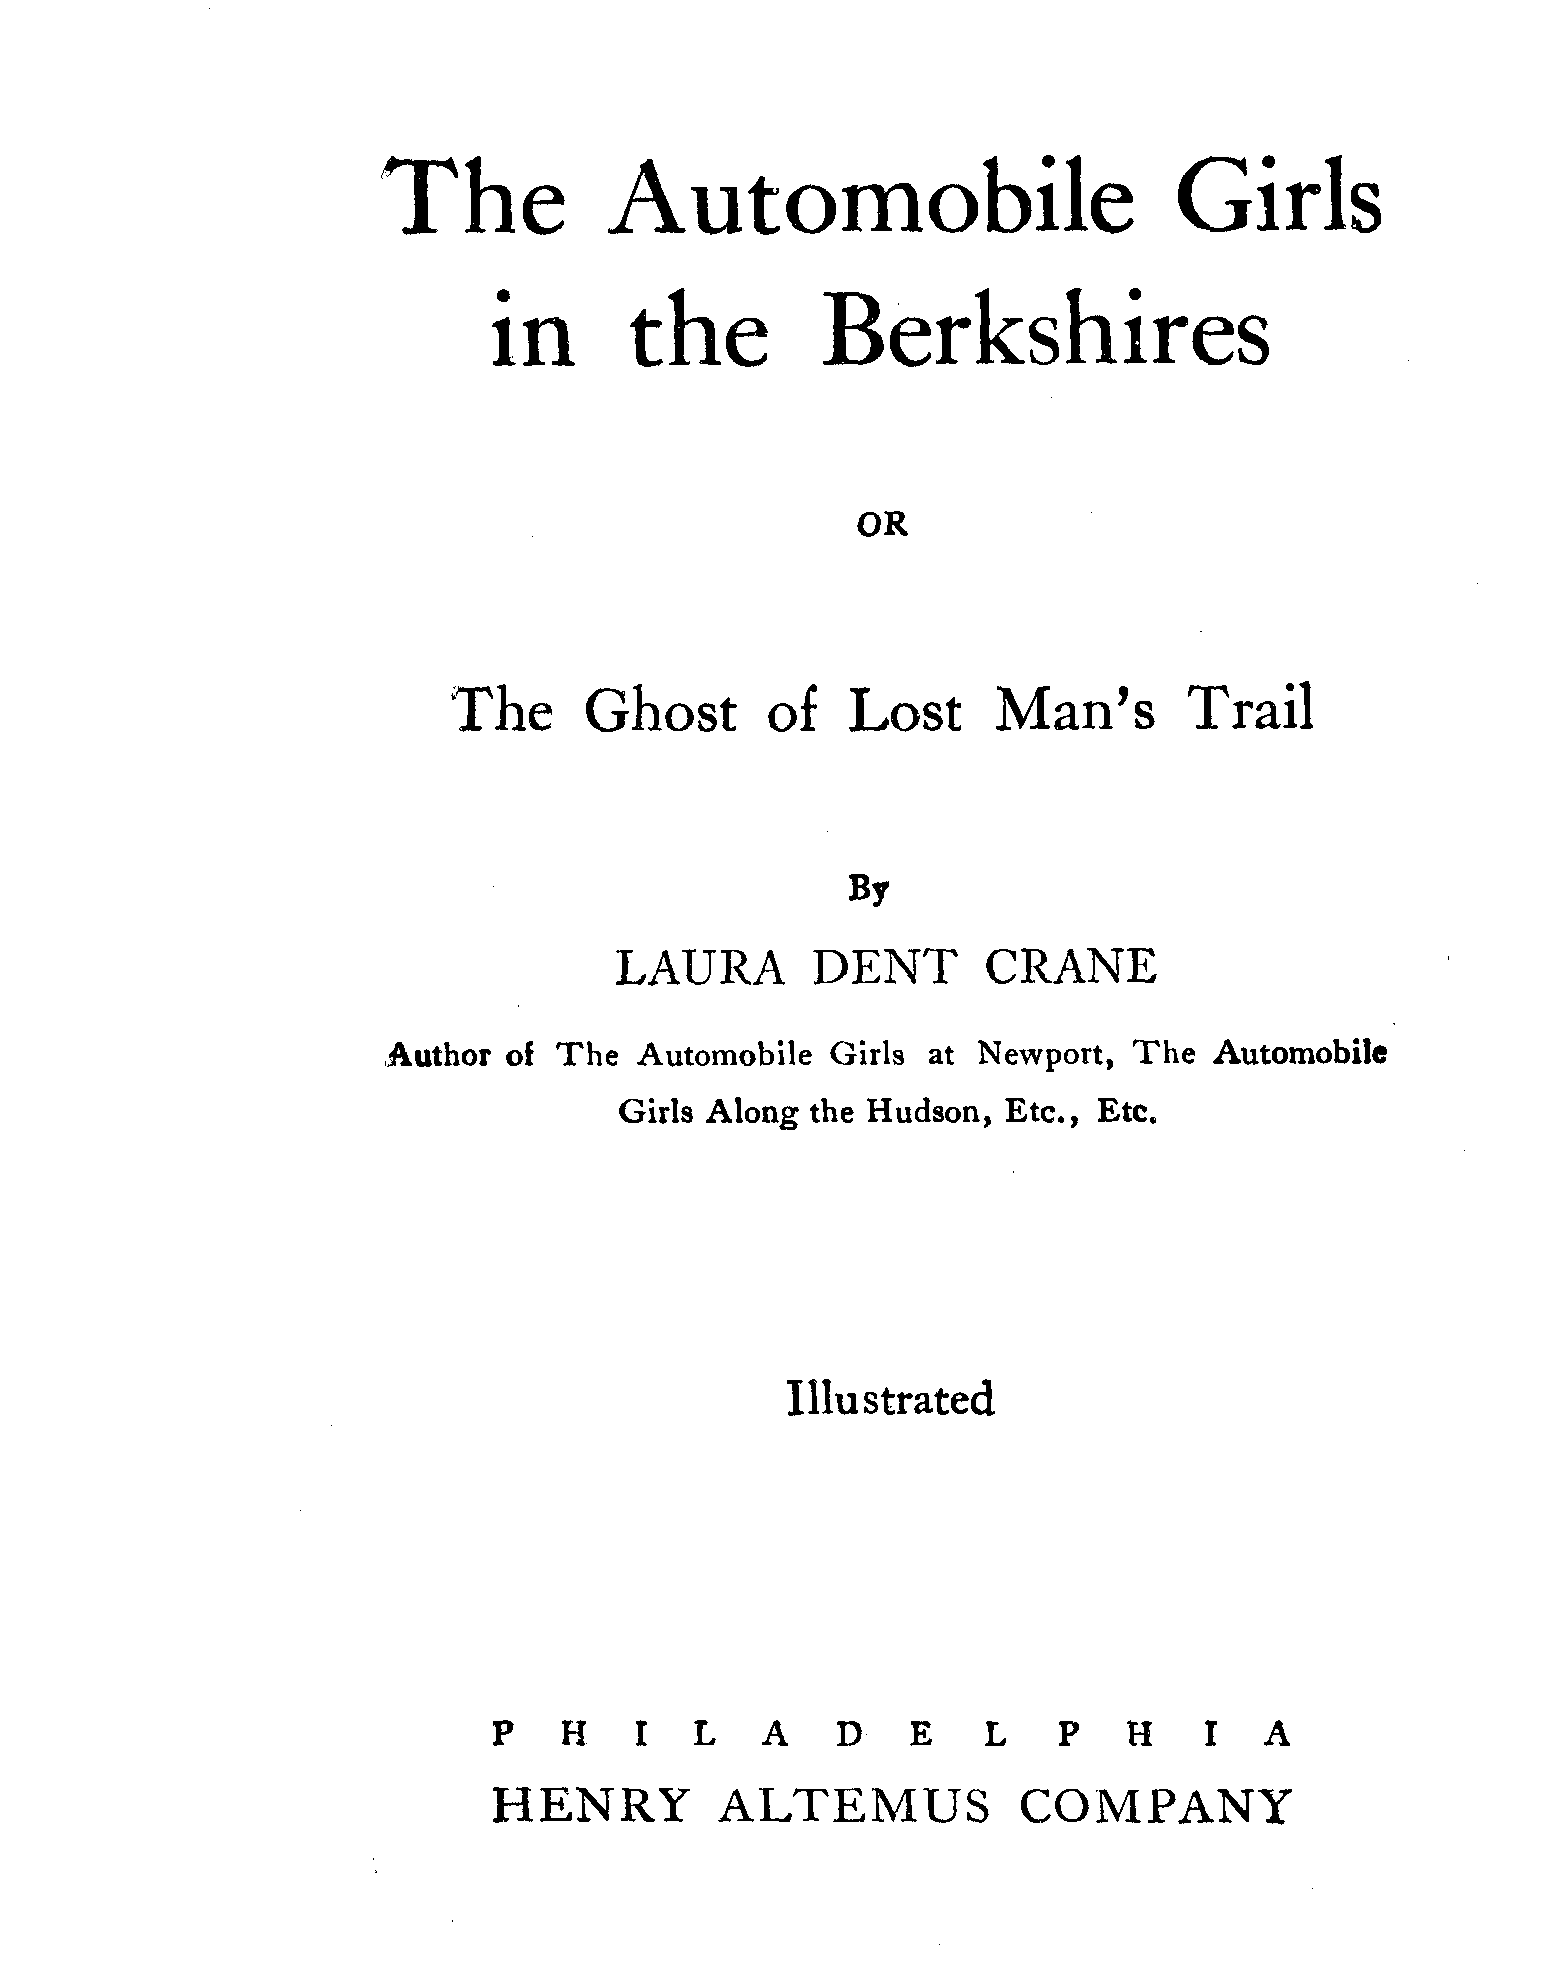 The Automobile Girls
in the Berkshires
OR
The Ghost of Lost Man's Trail
By
LAURA DENT CRANE
Author of The Automobile Girls at Newport, The Automobile
Girls Along the Hudson, Etc., Etc.
Illustrated
PHILADELPHIA
HENRY ALTEMUS COMPANY